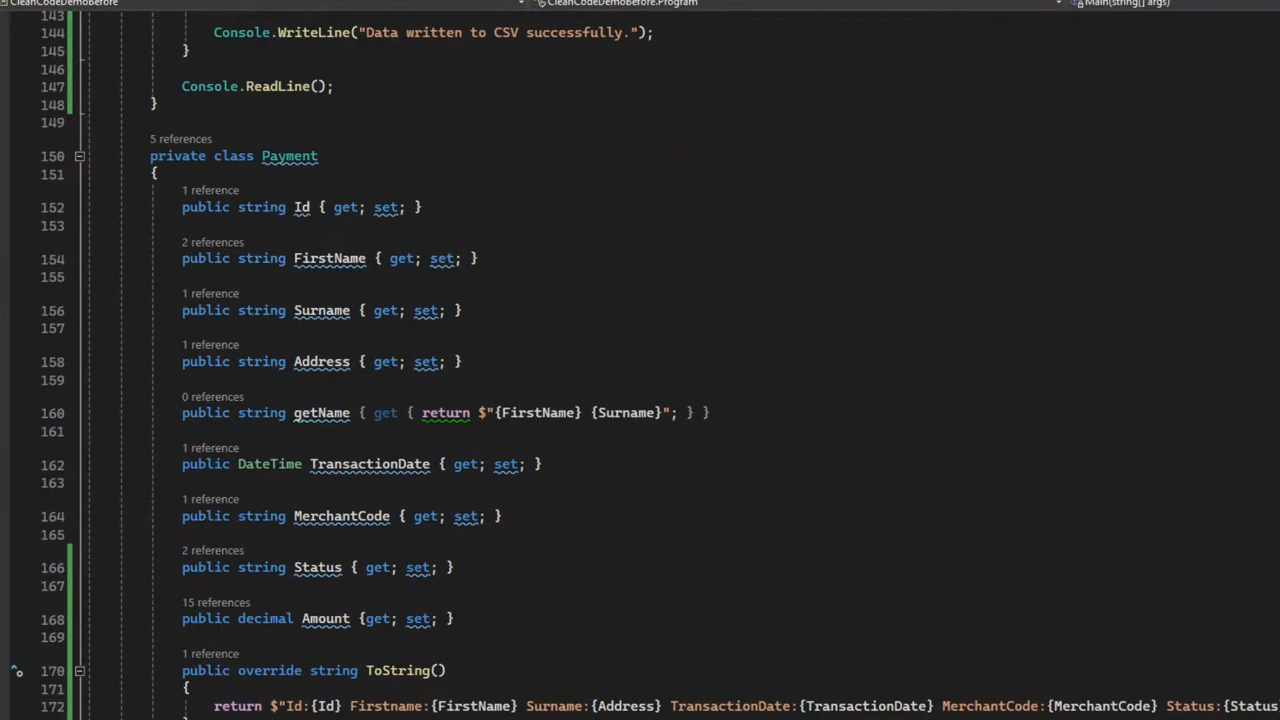 CleanCodeDemoBefore CleanCodeDemoBefore.Program Main(string[] args)
143
144 Console.WriteLine("Data written to CSV successfully.");
145 }
146
147 Console.ReadLine();
148 }
149
5 references
150 private class Payment
151 {
1 reference
152 public string Id { get; set; }
153
2 references
154 public string FirstName { get; set; }
155
1 reference
156 public string Surname { get; set; }
157
1 reference
158 public string Address { get; set; }
159
0 references
160 public string getName { get { return $"{FirstName} {Surname}"; } }
161
1 reference
162 public DateTime TransactionDate { get; set; }
163
1 reference
164 public string MerchantCode { get; set; }
165
2 references
166 public string Status { get; set; }
167
15 references
168 public decimal Amount {get; set; }
169
1 reference
170 public override string ToString()
171 {
172 return $"Id:{Id} Firstname:{FirstName} Surname:{Address} TransactionDate:{TransactionDate} MerchantCode:{MerchantCode} Status:{Status